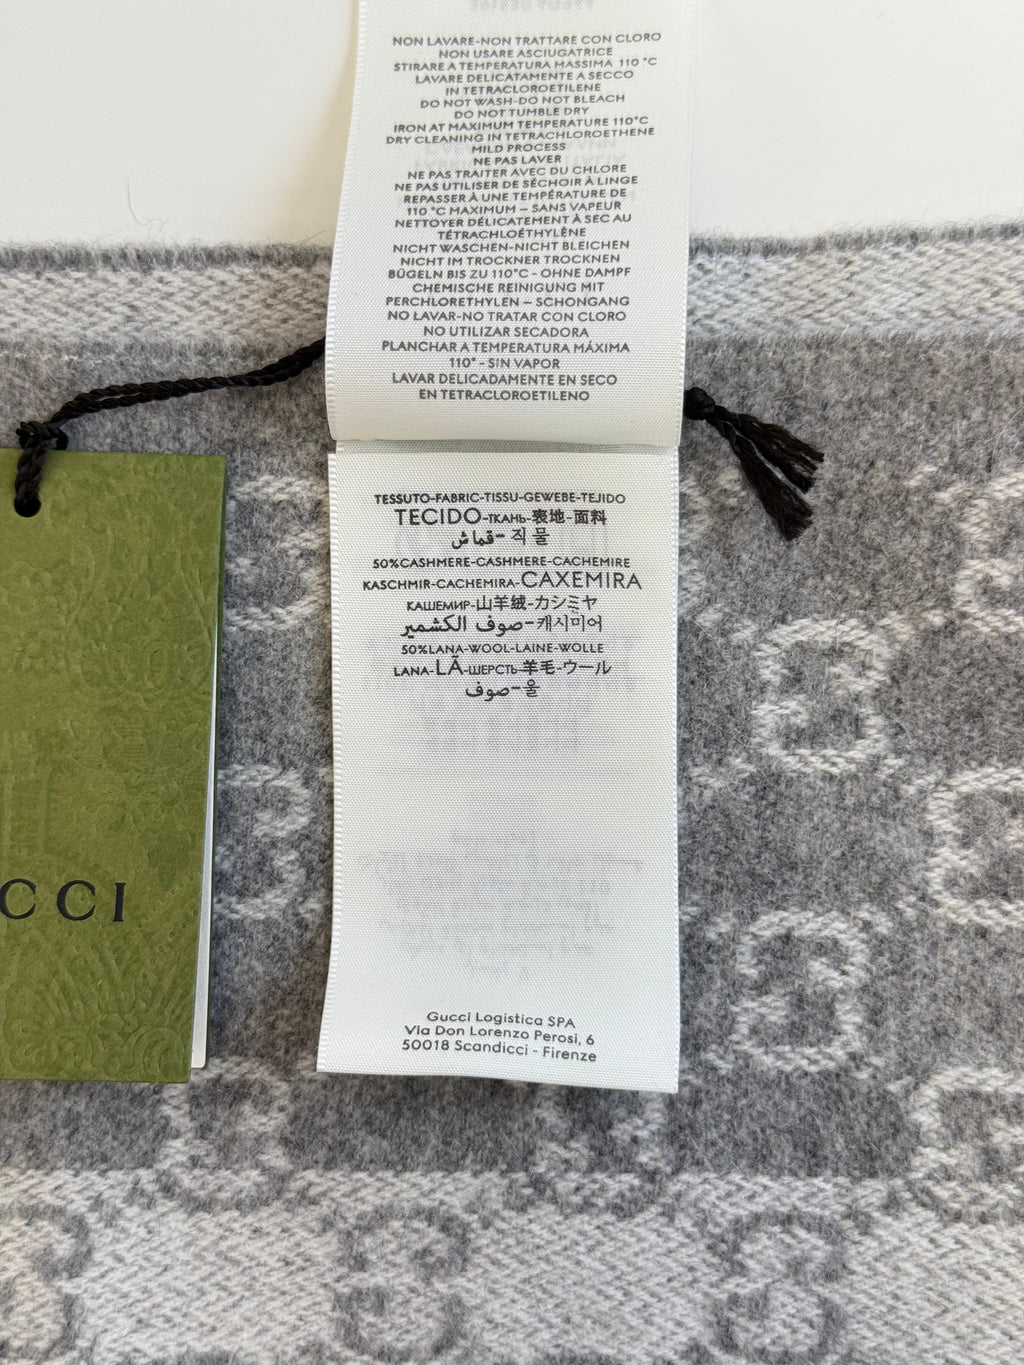 NON LAVARE-NON TRATTARE CON CLORO
NON USARE ASCIUGATRICE
STIRARE A TEMPERATURA MASSIMA 110 °C
LAVARE DELICATAMENTE A SECCO
IN TETRACLOROETILENE
DO NOT WASH-DO NOT BLEACH
DO NOT TUMBLE DRY
IRON AT MAXIMUM TEMPERATURE 110°C
DRY CLEANING IN TETRACHLOROETHENE
MILD PROCESS
NE PAS LAVER
NE PAS TRAITER AVEC DU CHLORE
NE PAS UTILISER DE SÉCHOIR À LINGE
REPASSER À UNE TEMPÉRATURE DE
110 °C MAXIMUM – SANS VAPEUR
NETTOYER DÉLICATEMENT À SEC AU
TÉTRACHLOÉTHYLÈNE
NICHT WASCHEN-NICHT BLEICHEN
NICHT IM TROCKNER TROCKNEN
BÜGELN BIS ZU 110°C - OHNE DAMPF
CHEMISCHE REINIGUNG MIT
PERCHLORETHYLEN – SCHONGANG
NO LAVAR-NO TRATAR CON CLORO
NO UTILIZAR SECADORA
PLANCHAR A TEMPERATURA MÁXIMA
110° - SIN VAPOR
LAVAR DELICADAMENTE EN SECO
EN TETRACLOROETILENO
TESSUTO-FABRIC-TISSU-GEWEBE-TEJIDO
TECIDO-ТКАНЬ-表地-面料
قماش-직물
50%CASHMERE-CASHMERE-CACHEMIRE
KASCHMIR-CACHEMIRA-CAXEMIRA
КАШЕМИР-山羊绒-カシミヤ
صوف الكشمير-캐시미어
50%LANA-WOOL-LAINE-WOLLE
LANA-LÃ-ШЕРСТЬ-羊毛-ウール
صوف-울
CCI
Gucci Logistica SPA
Via Don Lorenzo Perosi, 6
50018 Scandicci - Firenze